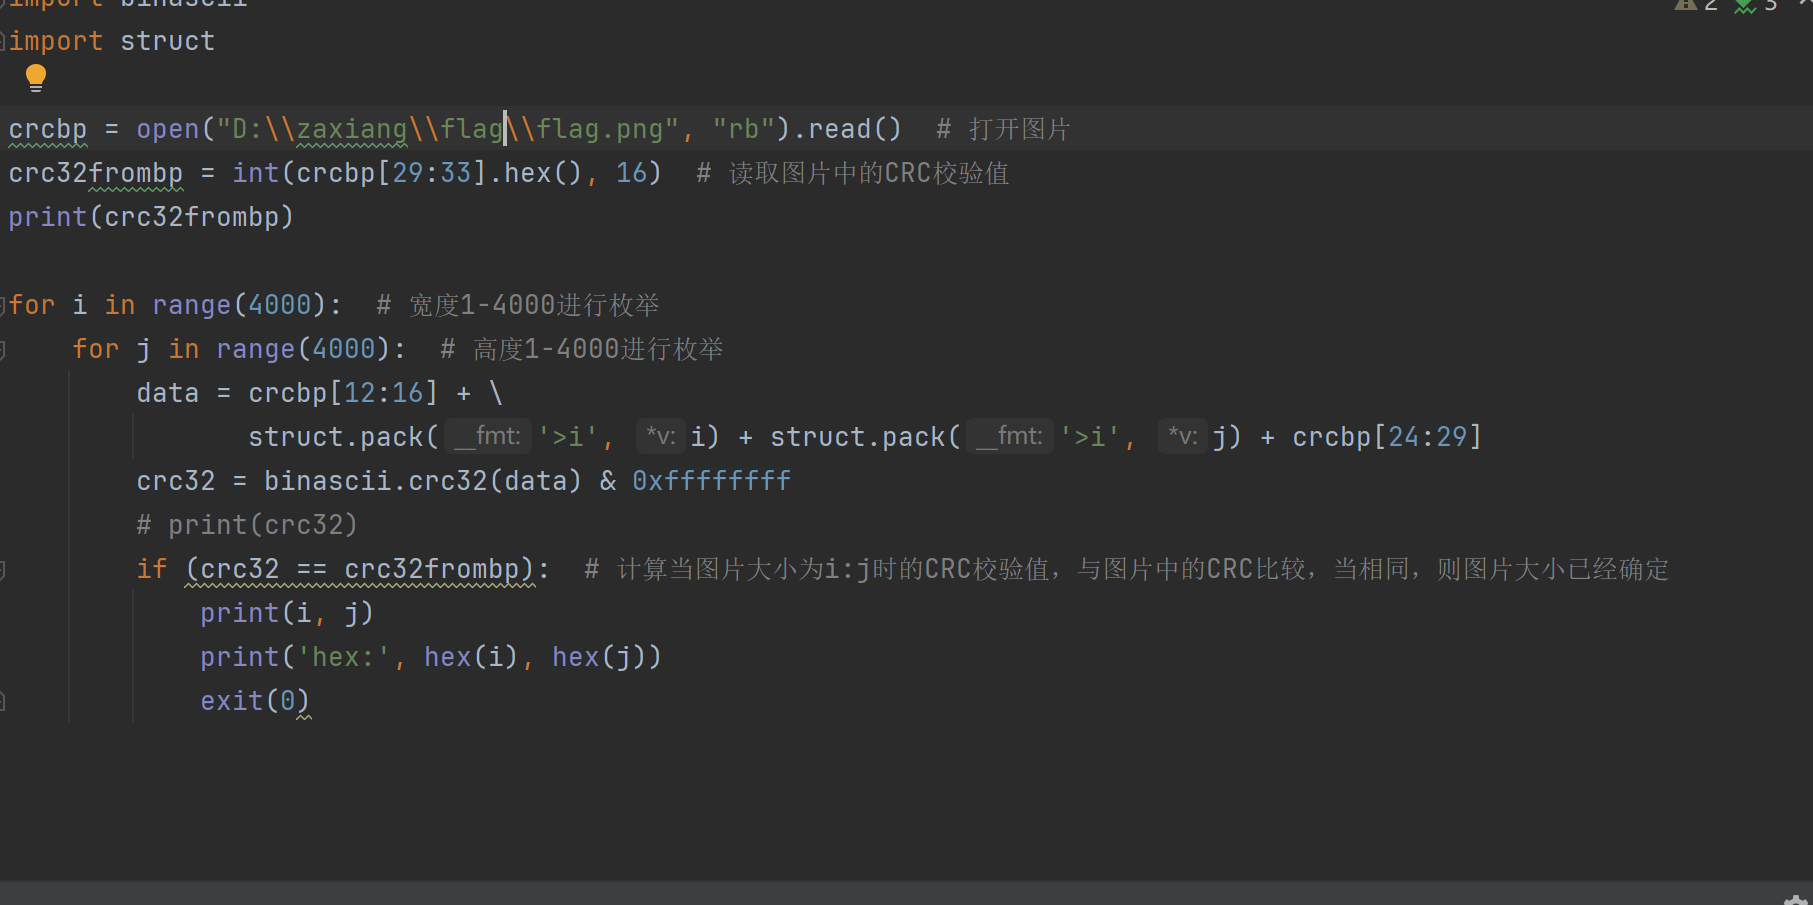 import binascii
2 3
import struct
crcbp = open("D:\\zaxiang\\flag\\flag.png", "rb").read()  # 打开图片
crc32frombp = int(crcbp[29:33].hex(), 16)  # 读取图片中的CRC校验值
print(crc32frombp)
for i in range(4000):  # 宽度1-4000进行枚举
    for j in range(4000):  # 高度1-4000进行枚举
        data = crcbp[12:16] + \
               struct.pack( __fmt: '>i', *v: i) + struct.pack( __fmt: '>i', *v: j) + crcbp[24:29]
        crc32 = binascii.crc32(data) & 0xffffffff
        # print(crc32)
        if (crc32 == crc32frombp):  # 计算当图片大小为i:j时的CRC校验值，与图片中的CRC比较，当相同，则图片大小已经确定
            print(i, j)
            print('hex:', hex(i), hex(j))
            exit(0)